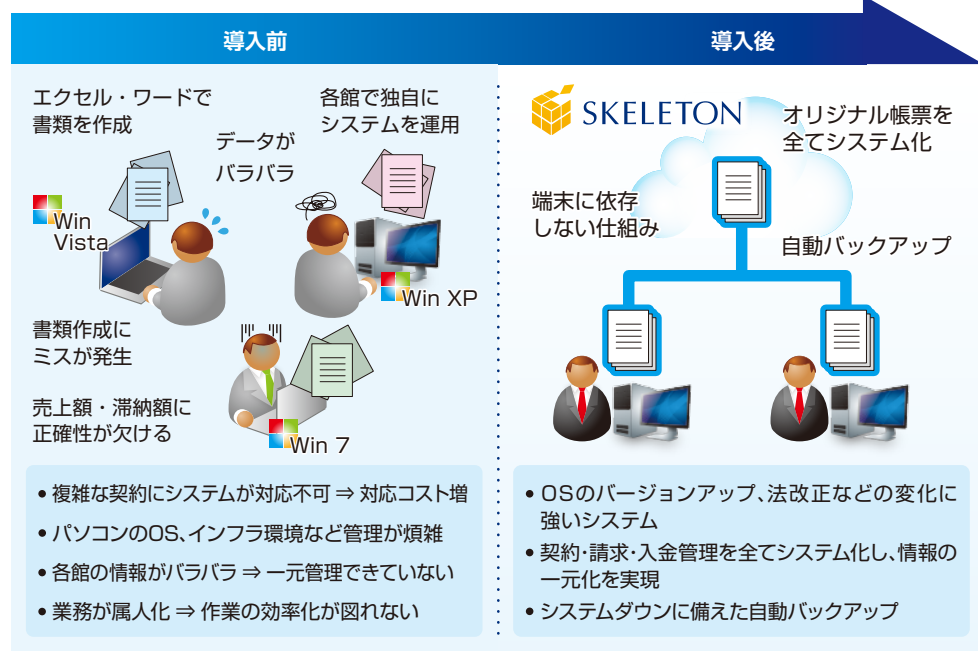 導入前
エクセル・ワードで
書類を作成
データが
バラバラ
各館で独自に
システムを運用
Win
Vista
Win XP
書類作成に
ミスが発生
売上額・滞納額に
正確性が欠ける
Win 7
• 複雑な契約にシステムが対応不可 ⇒ 対応コスト増
• パソコンのOS、インフラ環境など管理が煩雑
• 各館の情報がバラバラ ⇒ 一元管理できていない
• 業務が属人化 ⇒ 作業の効率化が図れない
導入後
SKELETON
オリジナル帳票を
全てシステム化
端末に依存
しない仕組み
自動バックアップ
• OSのバージョンアップ、法改正などの変化に
強いシステム
• 契約・請求・入金管理を全てシステム化し、情報の
一元化を実現
• システムダウンに備えた自動バックアップ